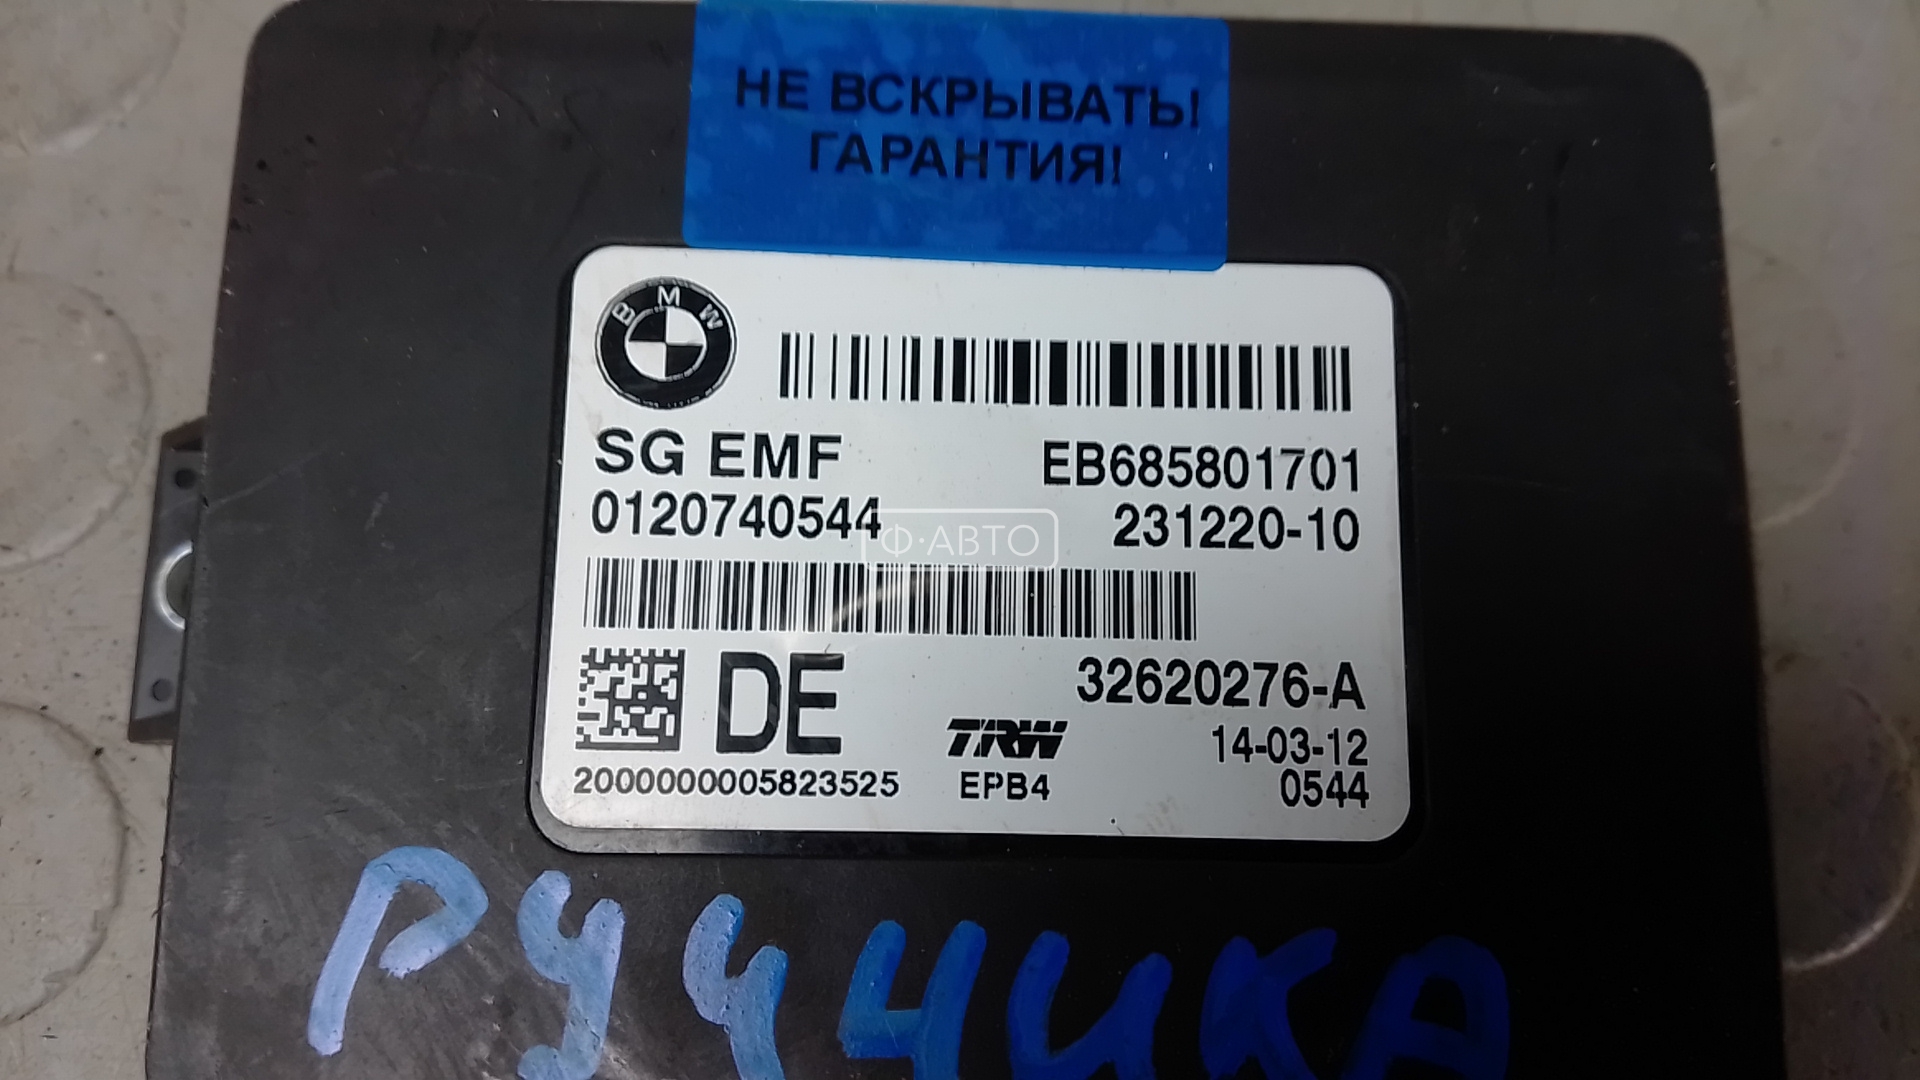 НЕ ВСКРЫВАТЬ!
ГАРАНТИЯ!
BMW
SG EMF EB685801701
0120740544 231220-10
Ф·АВТО
DE 32620276-A
TRW 14-03-12
2000000005823525 EPB4 0544
РУЧНИКА